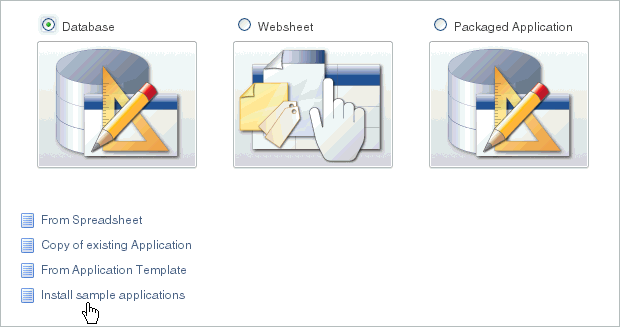 Database
Websheet
Packaged Application
From Spreadsheet
Copy of existing Application
From Application Template
Install sample applications